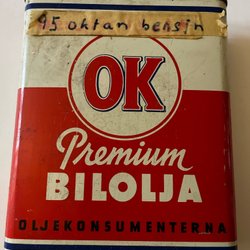 95 oktan bensin
OK
Premium
BILOLJA
OLJEKONSUMENTERNA